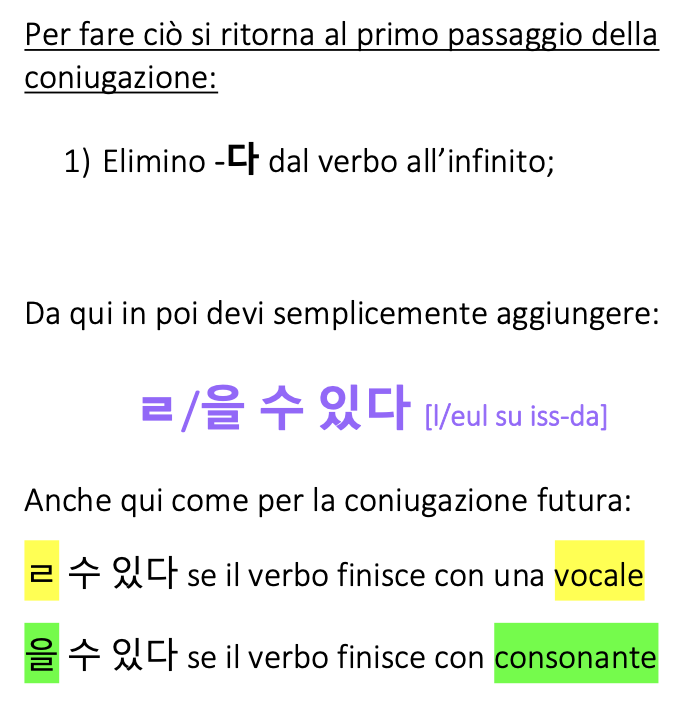 Per fare ciò si ritorna al primo passaggio della
coniugazione:
1) Elimino -다 dal verbo all’infinito;
Da qui in poi devi semplicemente aggiungere:
ㄹ/을 수 있다 [l/eul su iss-da]
Anche qui come per la coniugazione futura:
ㄹ 수 있다 se il verbo finisce con una vocale
을 수 있다 se il verbo finisce con consonante